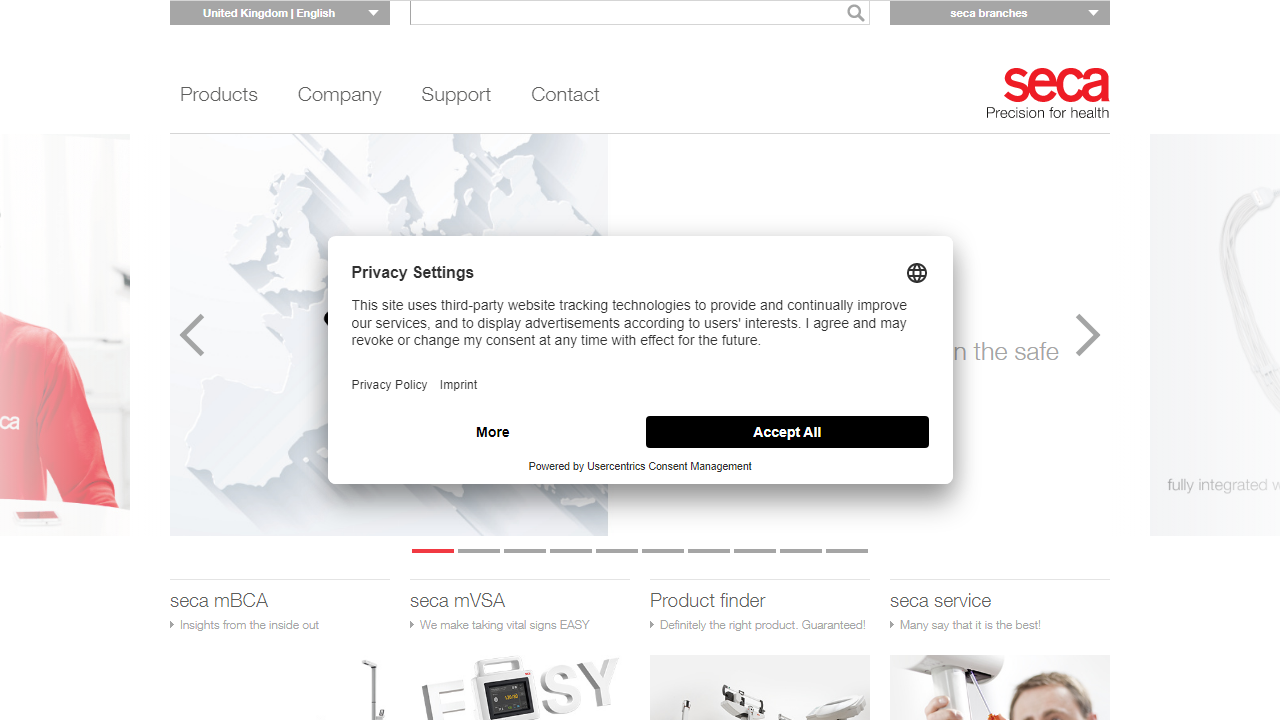 United Kingdom | English
seca branches
Products
Company
Support
Contact
seca
Precision for health
n the safe
ca
fully integrated w
Privacy Settings
This site uses third-party website tracking technologies to provide and continually improve
our services, and to display advertisements according to users' interests. I agree and may
revoke or change my consent at any time with effect for the future.
Privacy Policy
Imprint
More
Accept All
Powered by Usercentrics Consent Management
seca mBCA
Insights from the inside out
seca mVSA
We make taking vital signs EASY
Product finder
Definitely the right product. Guaranteed!
seca service
Many say that it is the best!
E SY